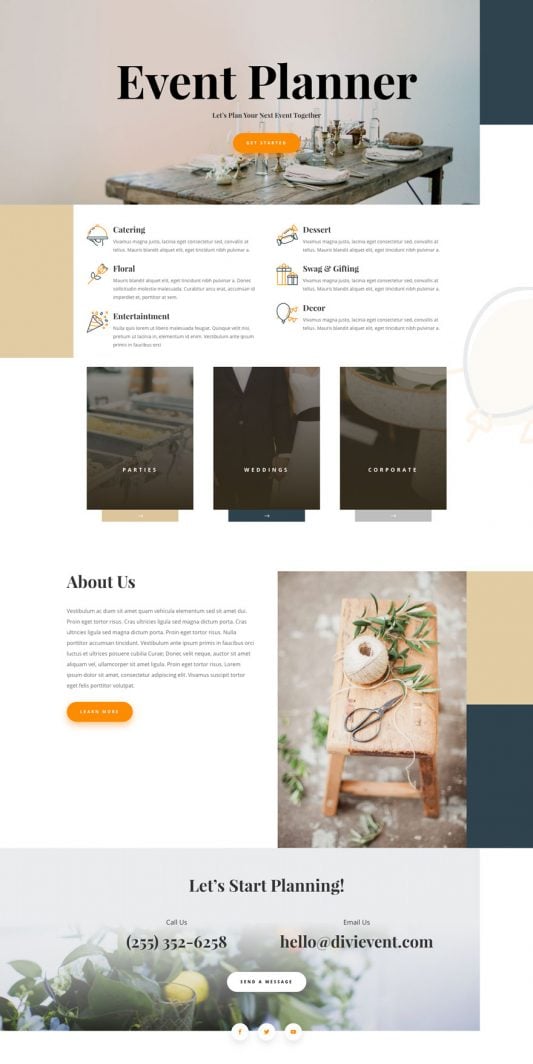 Event Planner
Let's Plan Your Next Event Together
GET STARTED
Catering
Vivamus magna justo, lacinia eget consectetur sed, convallis at
tellus. Mauris blandit aliquet elit, eget tincidunt nibh pulvinar a.
Floral
Mauris blandit aliquet elit, eget tincidunt nibh pulvinar a. Donec
sollicitudin molestie malesuada. Curabitur arcu erat, accumsan id
imperdiet et, porttitor at sem.
Entertaintment
Nulla quis lorem ut libero malesuada feugiat. Quisque velit nisi,
pretium ut lacinia in, elementum id enim. Vestibulum ante ipsum
primis in faucibus orci
Dessert
Vivamus magna justo, lacinia eget consectetur sed, convallis at
tellus. Mauris blandit aliquet elit, eget tincidunt nibh pulvinar a.
Swag & Gifting
Vivamus magna justo, lacinia eget consectetur sed, convallis at
tellus. Mauris blandit aliquet elit, eget tincidunt nibh pulvinar a.
Decor
Vivamus magna justo, lacinia eget consectetur sed, convallis at
tellus. Mauris blandit aliquet elit, eget tincidunt nibh pulvinar a.
PARTIES
WEDDINGS
CORPORATE
About Us
Vestibulum ac diam sit amet quam vehicula elementum sed sit amet dui.
Proin eget tortor risus. Cras ultricies ligula sed magna dictum porta. Proin
eget tortor risus. Cras
ultricies ligula sed magna dictum porta. Proin eget tortor risus. Nulla
porttitor accumsan tincidunt. Vestibulum ante ipsum primis in faucibus orci
luctus et ultrices posuere cubilia Curae; Donec velit neque, auctor sit amet
aliquam vel, ullamcorper sit amet ligula. Proin eget tortor risus. Lorem
ipsum dolor sit amet, consectetur adipiscing elit. Vivamus suscipit tortor
eget felis porttitor volutpat.
LEARN MORE
Let's Start Planning!
Call Us
(255) 352-6258
Email Us
hello@divievent.com
SEND A MESSAGE